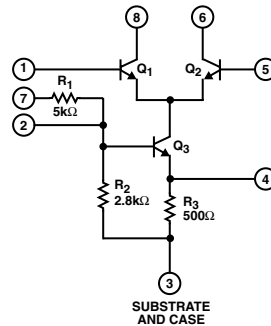 8
6
1
Q1
Q2
5
R1
7
5kΩ
2
Q3
4
R2
2.8kΩ
R3
500Ω
3
SUBSTRATE
AND CASE